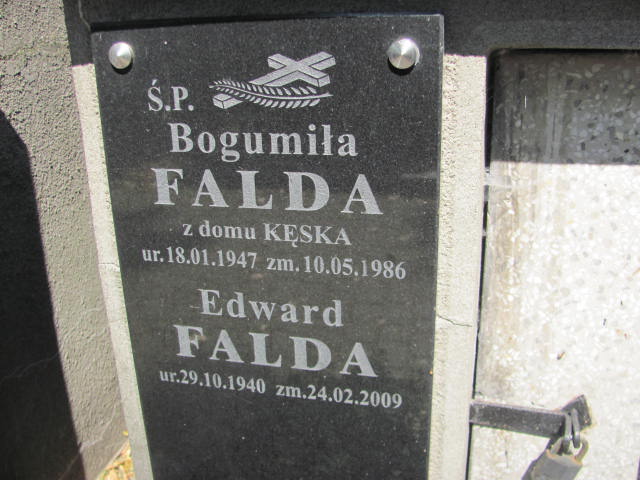 Ś.P.
Bogumiła
FALDA
z domu KĘSKA
ur.18.01.1947 zm.10.05.1986
Edward
FALDA
ur.29.10.1940 zm.24.02.2009